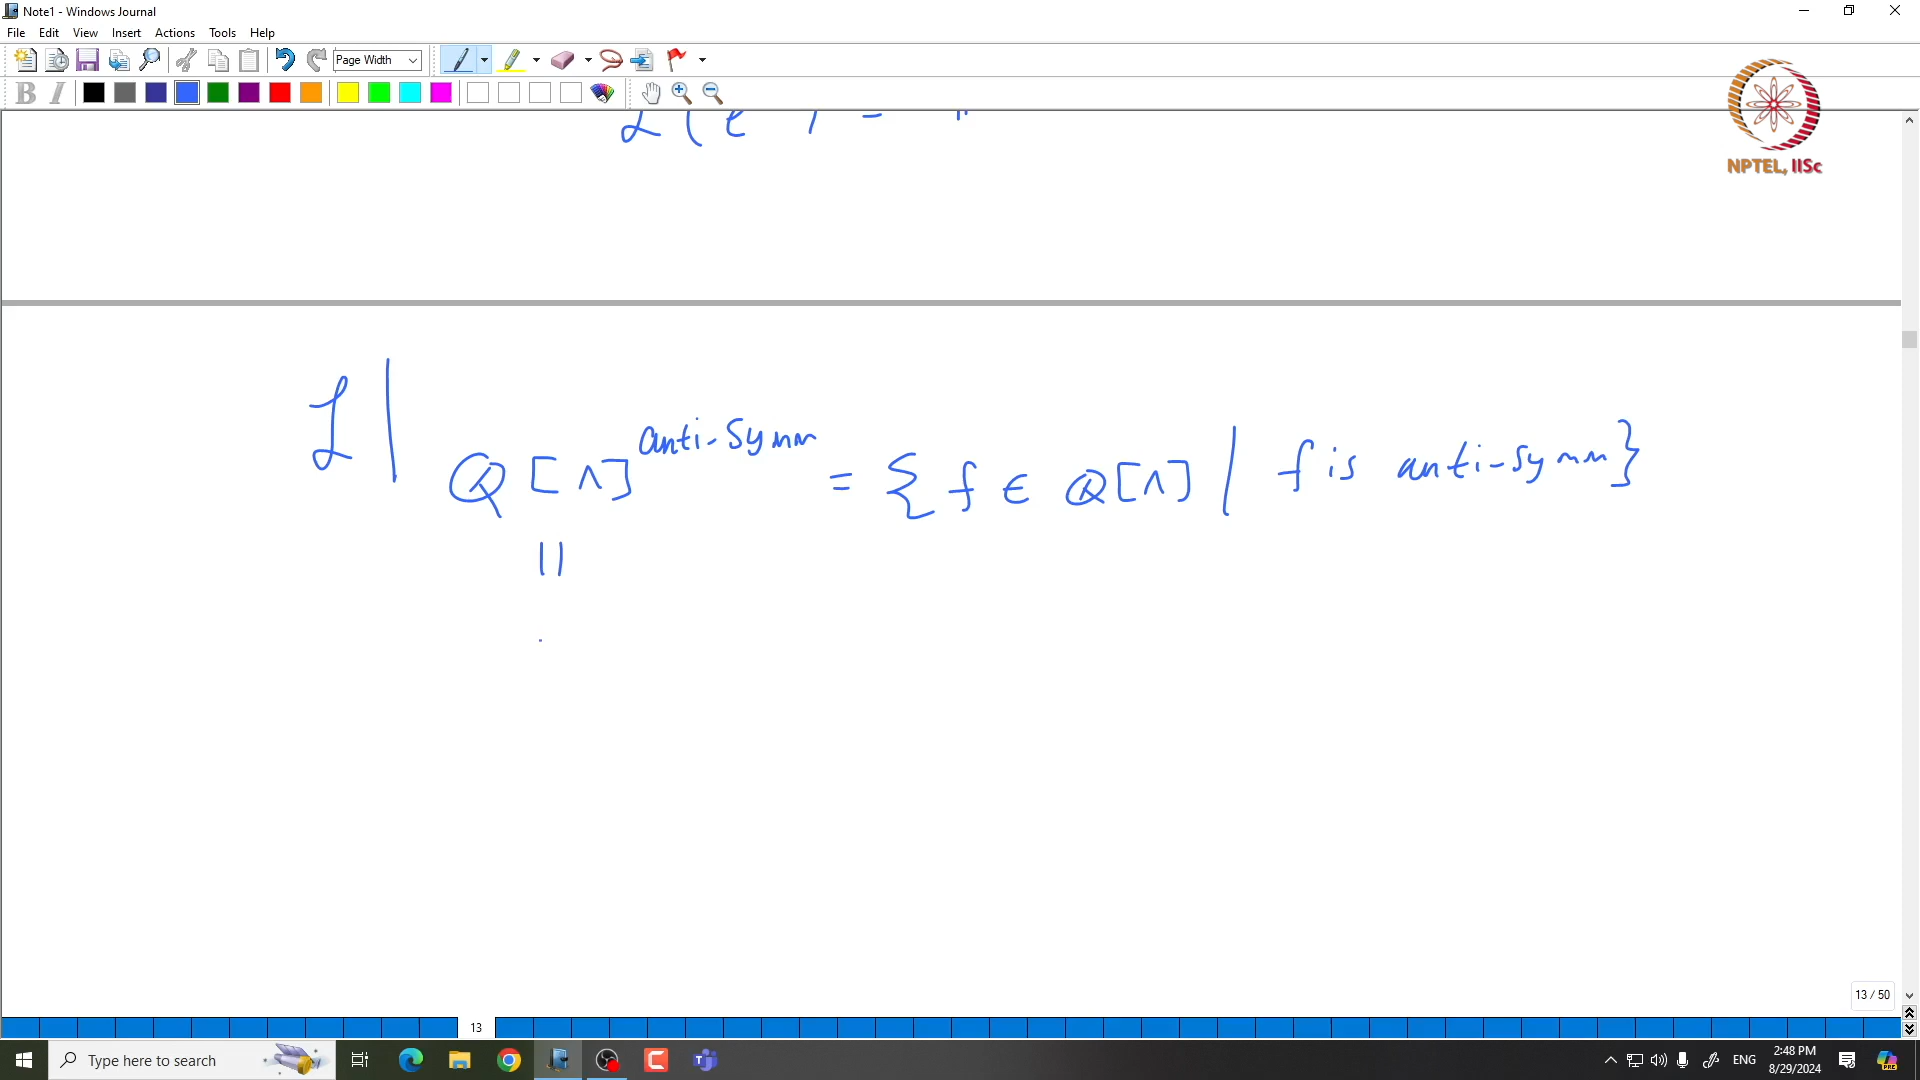 Note1 - Windows Journal
File Edit View Insert Actions Tools Help
Page Width
B I
NPTEL, IISc
ℒ | ℚ[Λ]^anti-symm = { f ∈ ℚ[Λ] | f is anti-symm }
||
13 / 50
13
Type here to search
ENG
2:48 PM
8/29/2024